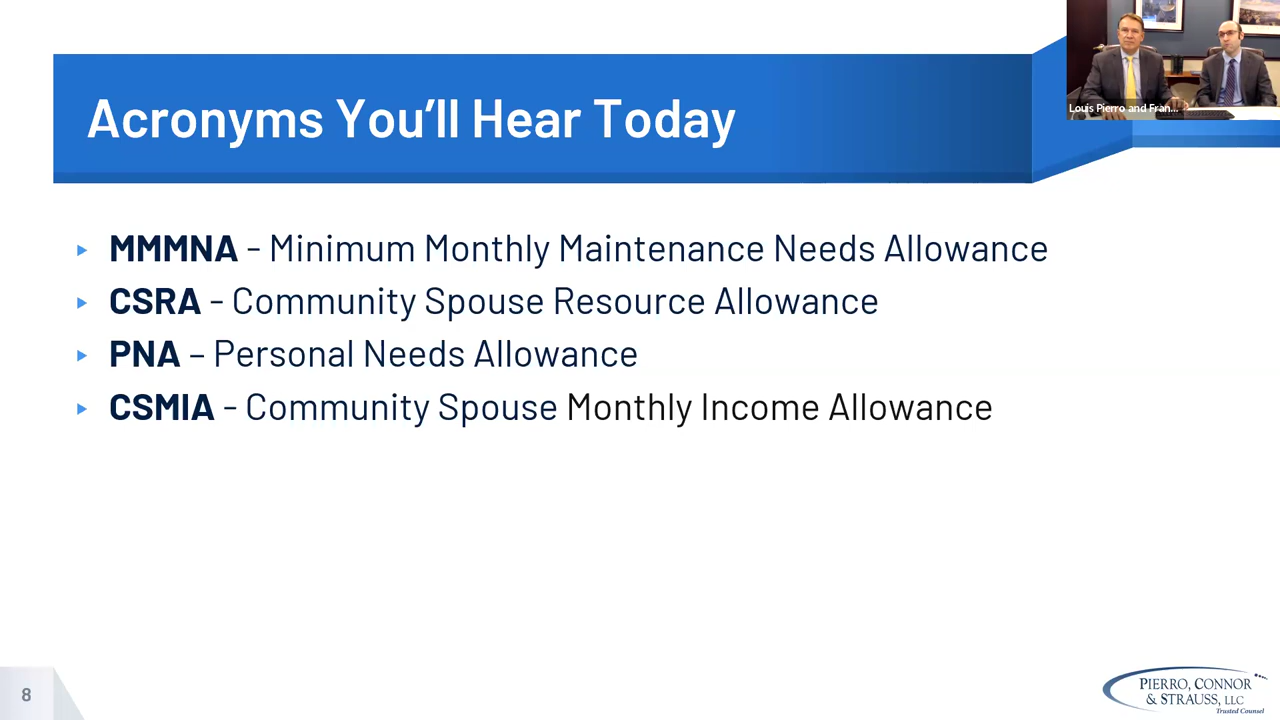 Acronyms You’ll Hear Today
Louis Pierro and Fran...
MMMNA - Minimum Monthly Maintenance Needs Allowance
CSRA - Community Spouse Resource Allowance
PNA – Personal Needs Allowance
CSMIA - Community Spouse Monthly Income Allowance
8
PIERRO, CONNOR
& STRAUSS, LLC
Trusted Counsel